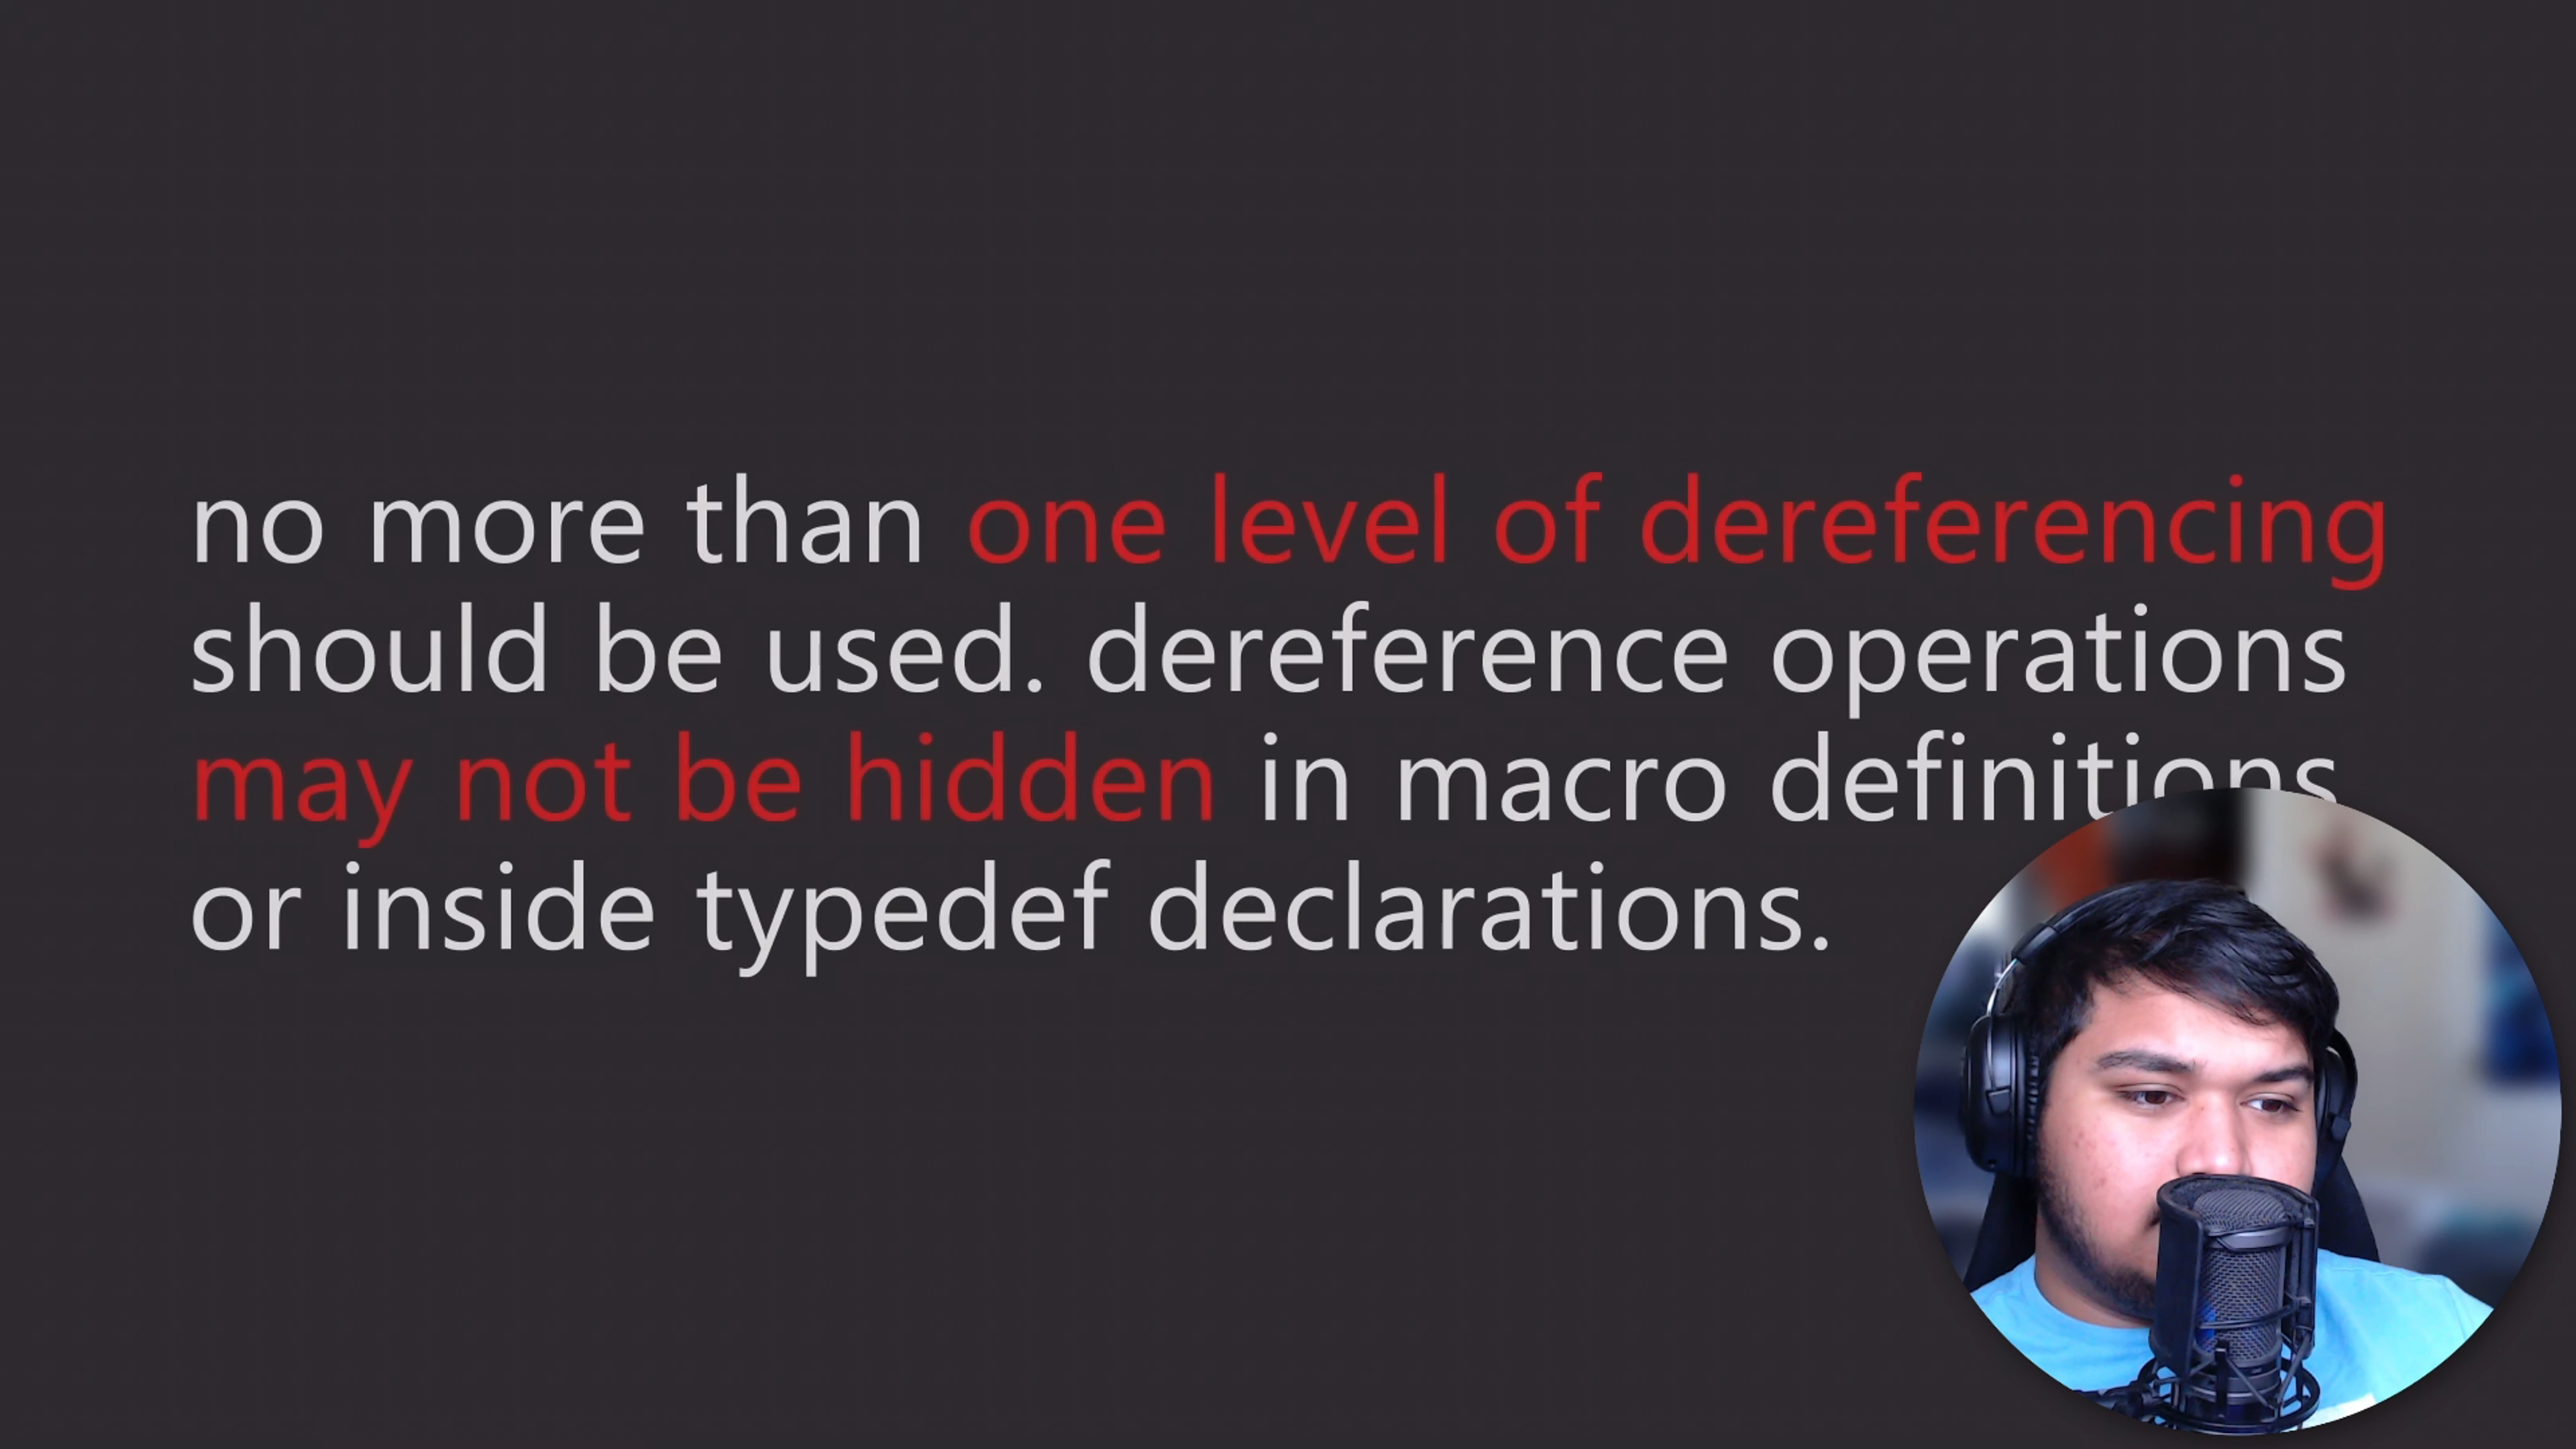 no more than one level of dereferencing
should be used. dereference operations
may not be hidden in macro definitions
or inside typedef declarations.